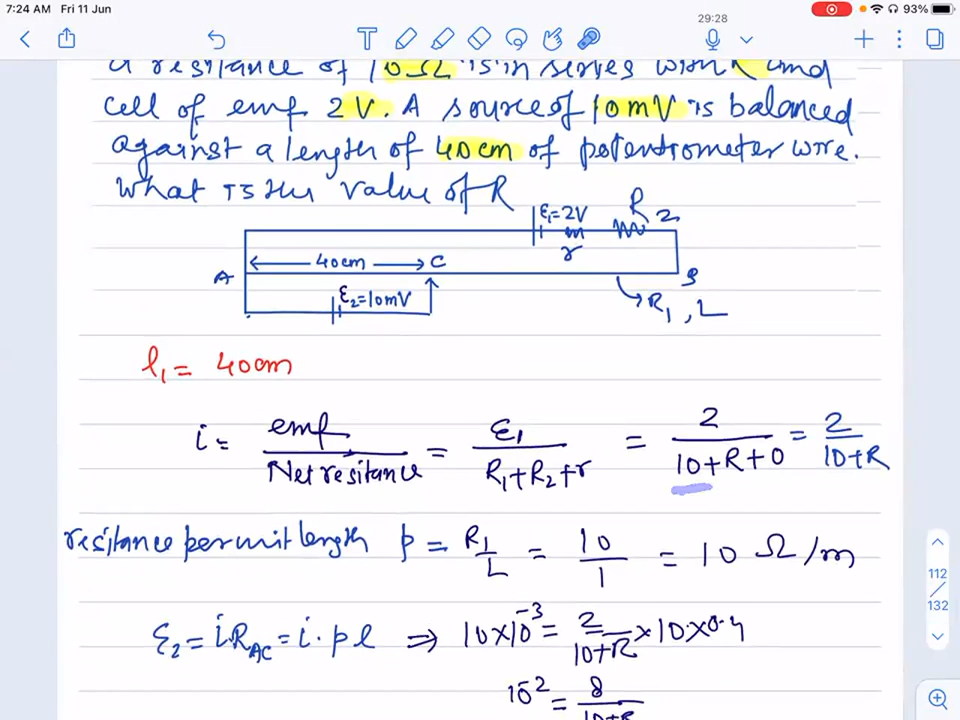 7:24 AM Fri 11 Jun
93%
29:28
resistance of 10Ω is in series with R and
cell of emf 2V. A source of 10mV is balanced
against a length of 40cm of potentiometer wire.
What is the value of R
ε₁=2V
R₂
r
A
40cm
C
B
ε₂=10mV
R₁, L
l₁ = 40cm
i = emf / Net resistance = ε₁ / R₁+R₂+r = 2 / 10+R+0 = 2 / 10+R
resistance per unit length ρ = R₁/L = 10/1 = 10 Ω/m
ε₂ = iR_AC = i.ρl ⇒ 10×10⁻³ = 2 / 10+R ×10×0.4
10⁻² = 8 / 10+R
112
/
132